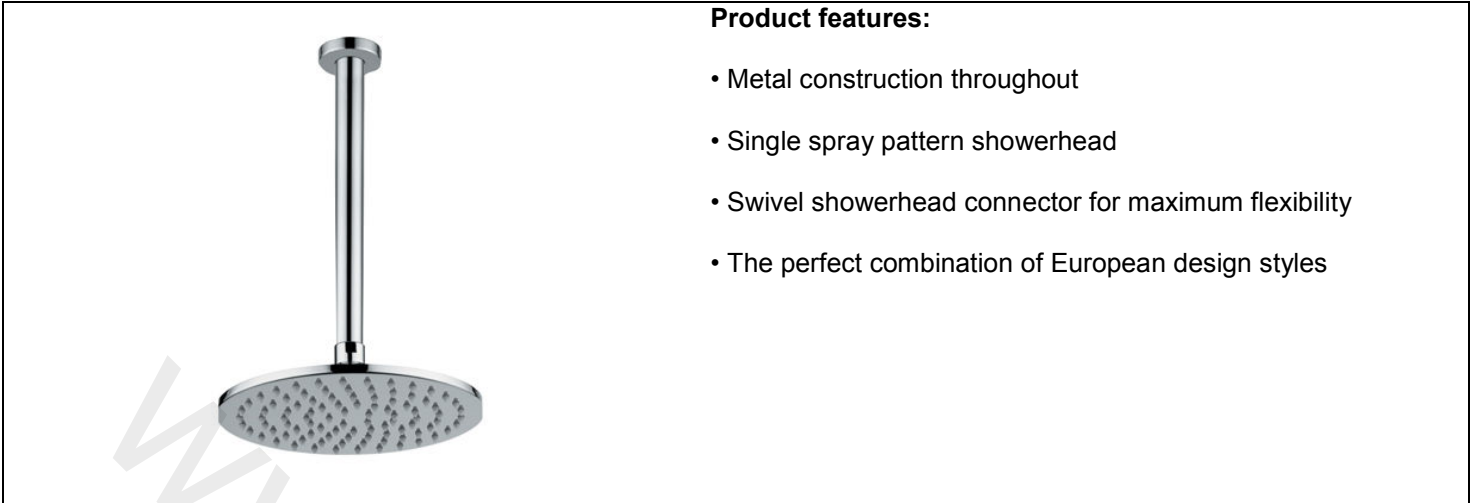 Product features:
• Metal construction throughout
• Single spray pattern showerhead
• Swivel showerhead connector for maximum flexibility
• The perfect combination of European design styles